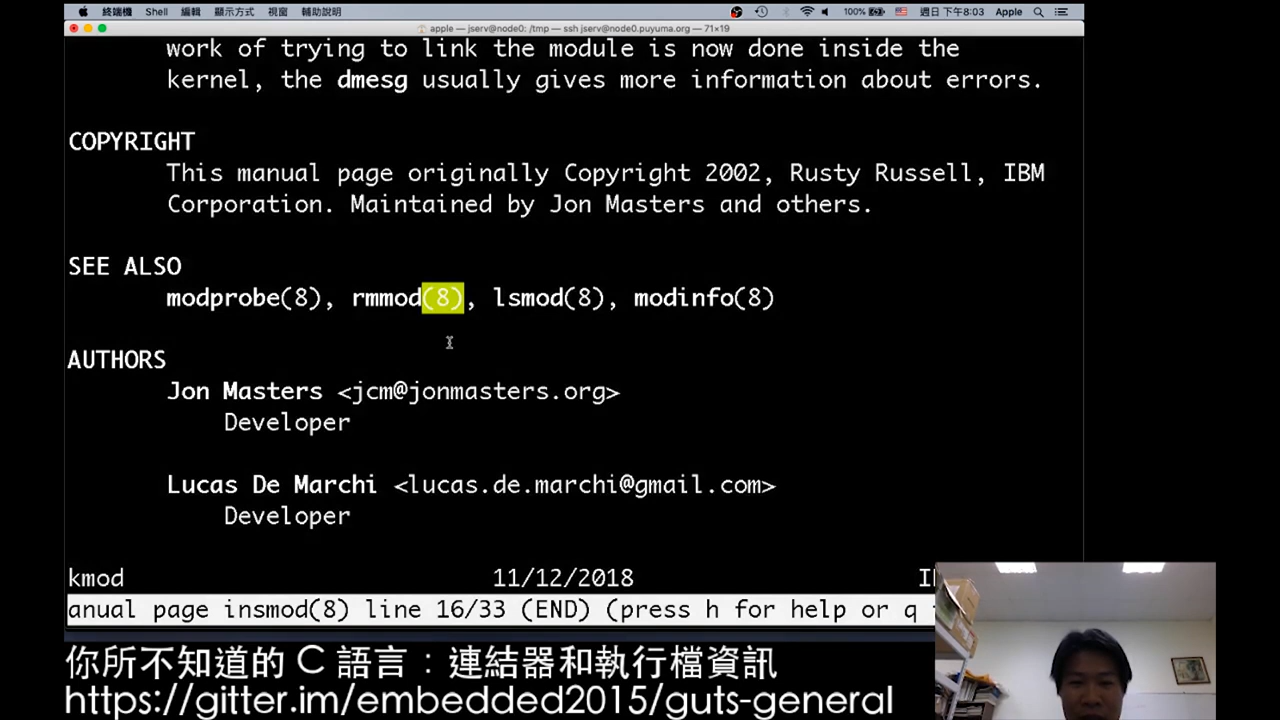 終端機 Shell 編輯 顯示方式 視窗 輔助說明 100% 週日 下午8:03 Apple
apple — jserv@node0: /tmp — ssh jserv@node0.puyuma.org — 71×19
work of trying to link the module is now done inside the
kernel, the dmesg usually gives more information about errors.
COPYRIGHT
This manual page originally Copyright 2002, Rusty Russell, IBM
Corporation. Maintained by Jon Masters and others.
SEE ALSO
modprobe(8), rmmod(8), lsmod(8), modinfo(8)
AUTHORS
Jon Masters <jcm@jonmasters.org>
Developer
Lucas De Marchi <lucas.de.marchi@gmail.com>
Developer
kmod 11/12/2018
anual page insmod(8) line 16/33 (END) (press h for help or q
你所不知道的 C 語言：連結器和執行檔資訊
https://gitter.im/embedded2015/guts-general